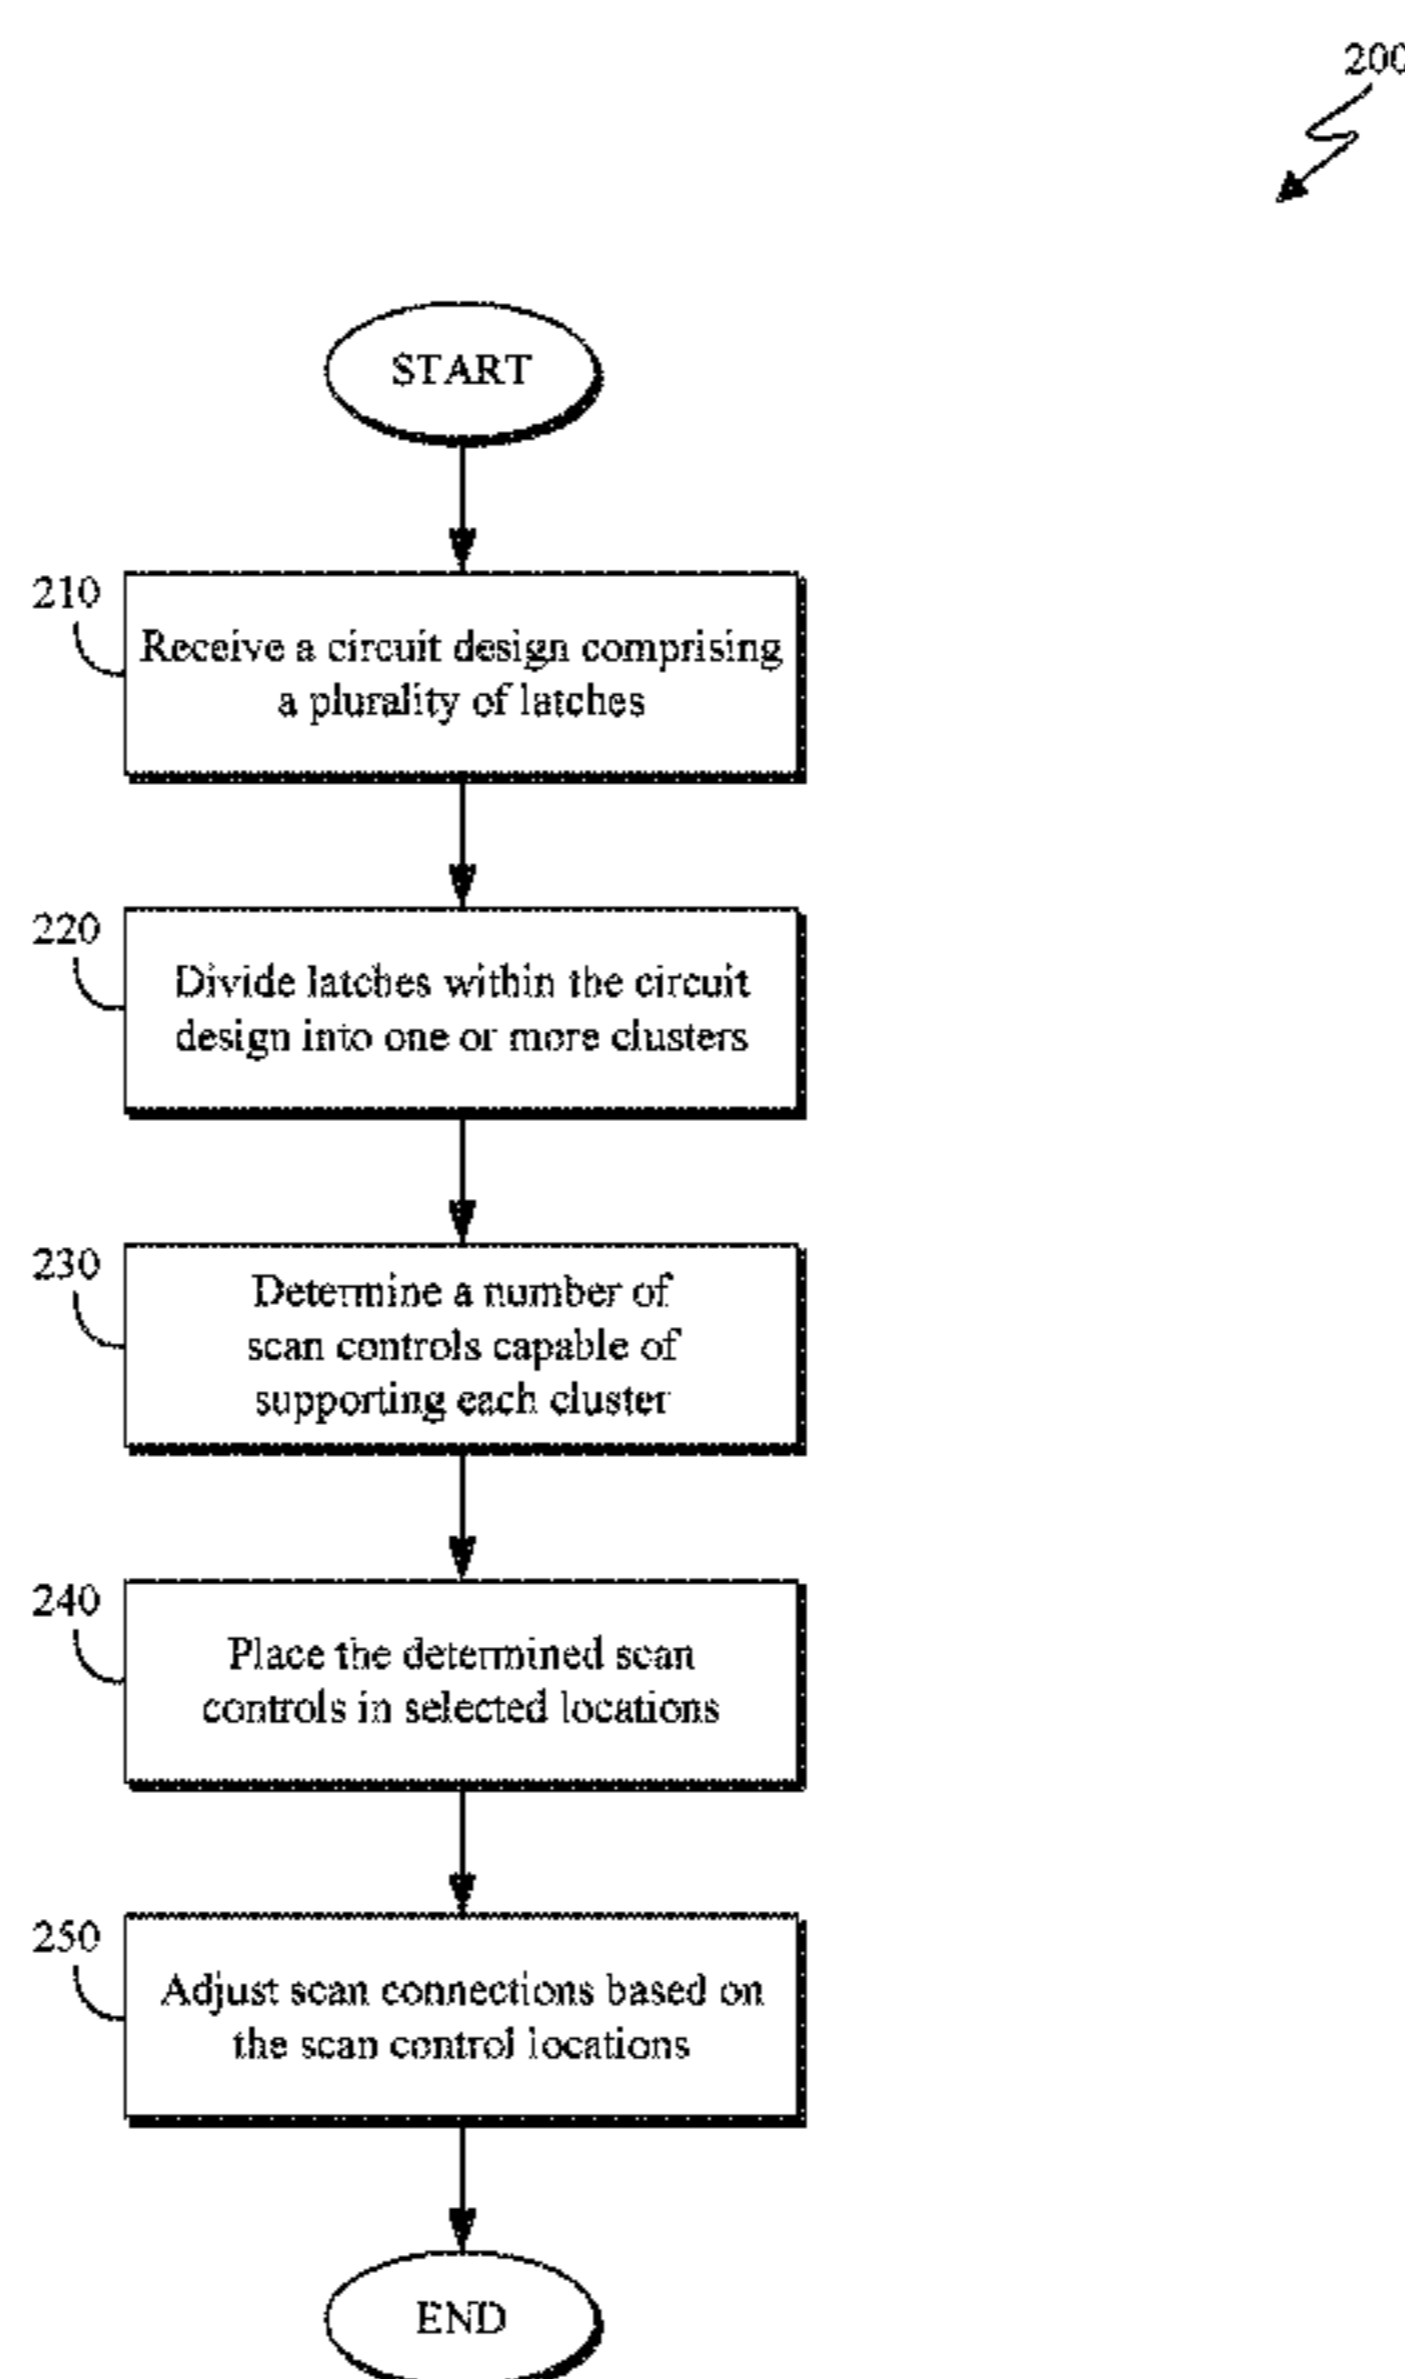 200
START
210
Receive a circuit design comprising
a plurality of latches
220
Divide latches within the circuit
design into one or more clusters
230
Determine a number of
scan controls capable of
supporting each cluster
240
Place the determined scan
controls in selected locations
250
Adjust scan connections based on
the scan control locations
END